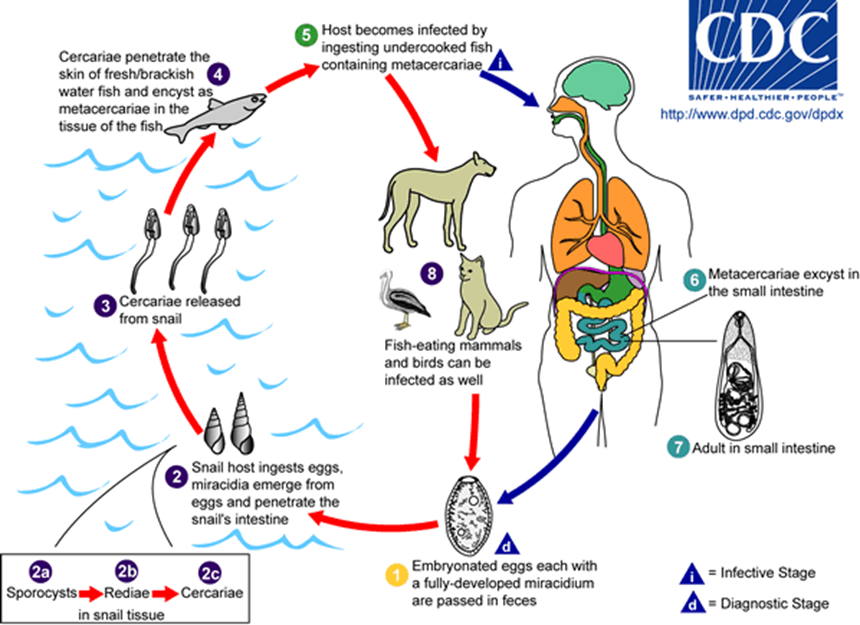 CDC
SAFER • HEALTHIER • PEOPLE™
http://www.dpd.cdc.gov/dpdx
5
Host becomes infected by
ingesting undercooked fish
containing metacercariae
i
Cercariae penetrate the
skin of fresh/brackish
water fish and encyst as
metacercariae in the
tissue of the fish.
4
3
Cercariae released
from snail
8
Fish-eating mammals
and birds can be
infected as well
6
Metacercariae excyst in
the small intestine
7
Adult in small intestine
2
Snail host ingests eggs,
miracidia emerge from
eggs and penetrate the
snail's intestine
d
1
Embryonated eggs each with
a fully-developed miracidium
are passed in feces
2a 2b 2c
Sporocysts Rediae Cercariae
in snail tissue
i = Infective Stage
d = Diagnostic Stage